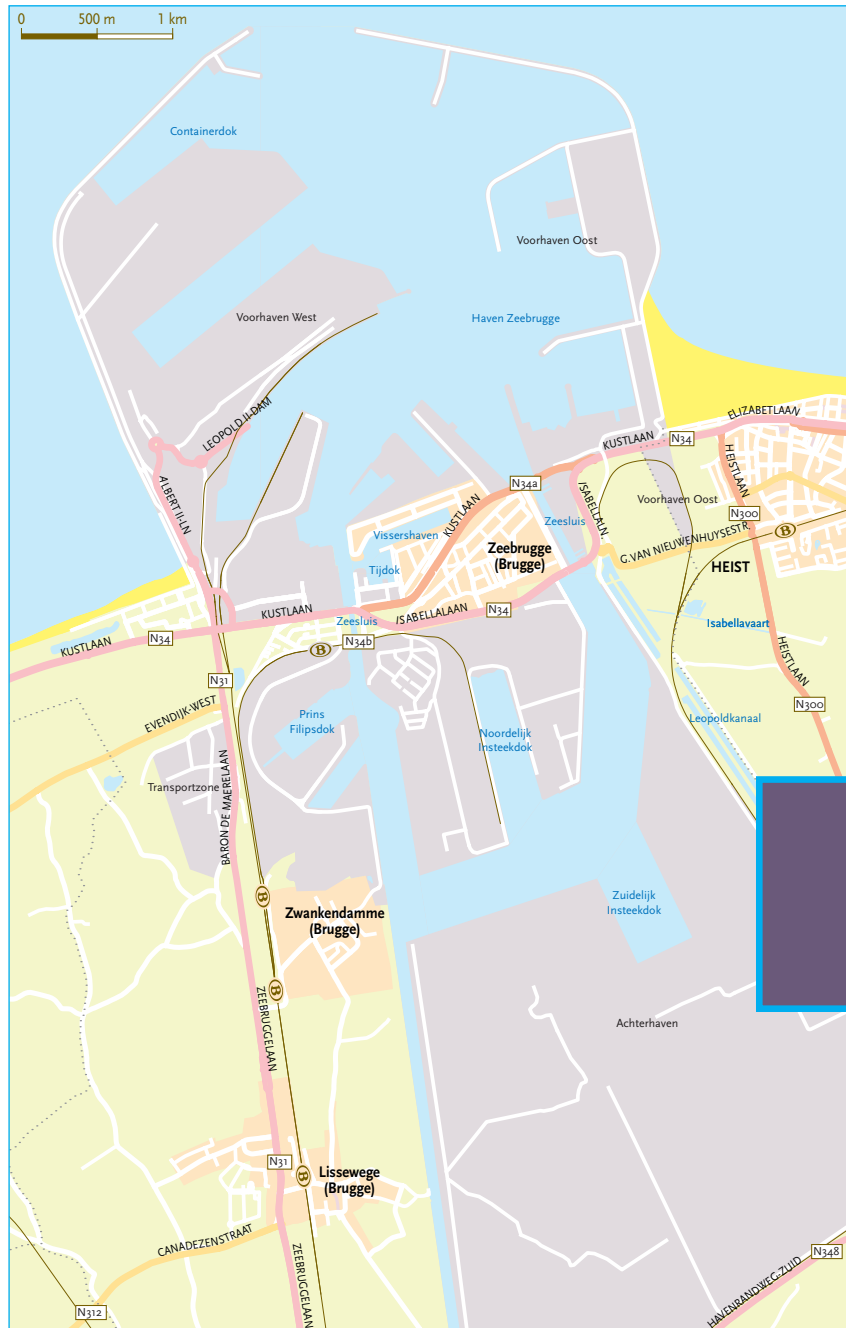 0 500 m 1 km
Containerdok
Voorhaven Oost
Voorhaven West
Haven Zeebrugge
LEOPOLD II-DAM
ELIZABETLAAN
KUSTLAAN
N34
HEISTLAAN
ALBERT II-LN
N34a
ISABELLALN.
Voorhaven Oost
KUSTLAAN
N300
Vissershaven
Zeesluis
G. VAN NIEUWENHUYSESTR.
B
Zeebrugge
(Brugge)
HEIST
Tijdok
KUSTLAAN
ISABELLALAAN
N34
Zeesluis
Isabellavaart
N34
KUSTLAAN
N34b
B
HEISTLAAN
N31
EVENDIJK-WEST
Prins
Filipsdok
N300
Leopoldkanaal
Noordelijk
Insteekdok
Transportzone
BARON DE MAERELAAN
B
Zuidelijk
Insteekdok
Zwankendamme
(Brugge)
B
ZEEBRUGGELAAN
Achterhaven
N31
B
Lissewege
(Brugge)
CANADEZENSTRAAT
ZEEBRUGGELAAN
N348
HAVENRANDWEG-ZUID
N312